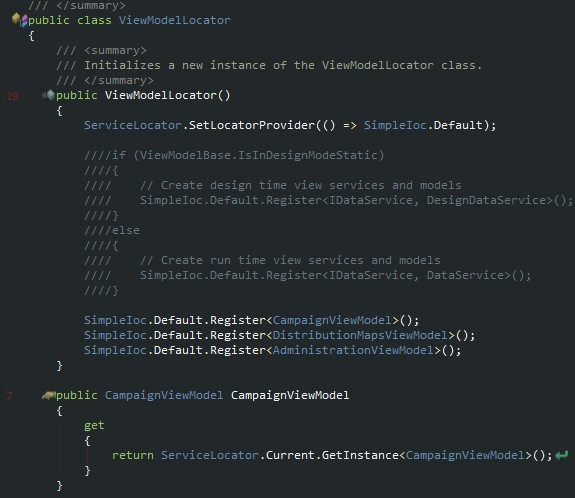 /// </summary>
public class ViewModelLocator
{
/// <summary>
/// Initializes a new instance of the ViewModelLocator class.
/// </summary>
19 public ViewModelLocator()
{
ServiceLocator.SetLocatorProvider(() => SimpleIoc.Default);
////if (ViewModelBase.IsInDesignModeStatic)
////{
////    // Create design time view services and models
////    SimpleIoc.Default.Register<IDataService, DesignDataService>();
////}
////else
////{
////    // Create run time view services and models
////    SimpleIoc.Default.Register<IDataService, DataService>();
////}
SimpleIoc.Default.Register<CampaignViewModel>();
SimpleIoc.Default.Register<DistributionMapsViewModel>();
SimpleIoc.Default.Register<AdministrationViewModel>();
}
7 public CampaignViewModel CampaignViewModel
{
get
{
return ServiceLocator.Current.GetInstance<CampaignViewModel>();
}
}